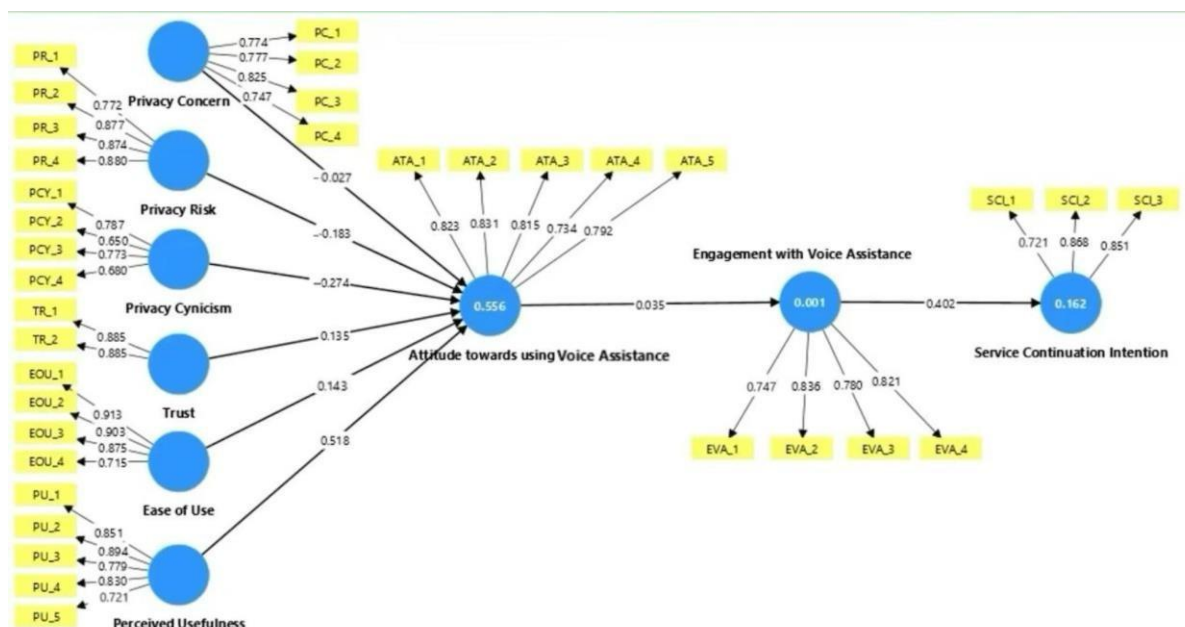 PC_1
PC_2
PC_3
PC_4
0.774
0.777
0.825
0.747
Privacy Concern
PR_1
PR_2
PR_3
PR_4
0.772
0.877
0.874
0.880
Privacy Risk
PCY_1
PCY_2
PCY_3
PCY_4
0.787
0.650
0.773
0.680
Privacy Cynicism
TR_1
TR_2
0.885
0.885
Trust
EOU_1
EOU_2
EOU_3
EOU_4
0.913
0.903
0.875
0.715
Ease of Use
PU_1
PU_2
PU_3
PU_4
PU_5
0.851
0.894
0.779
0.830
0.721
Perceived Usefulness
-0.027
-0.183
-0.274
0.135
0.143
0.518
ATA_1 ATA_2 ATA_3 ATA_4 ATA_5
0.823 0.831 0.815 0.734 0.792
0.556
Attitude towards using Voice Assistance
0.035
Engagement with Voice Assistance
0.001
0.747 0.836 0.780 0.821
EVA_1 EVA_2 EVA_3 EVA_4
0.402
SCI_1 SCI_2 SCI_3
0.721 0.868 0.851
0.162
Service Continuation Intention